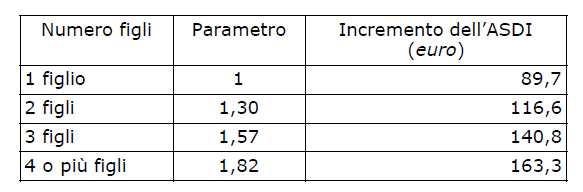 Numero figli Parametro Incremento dell’ASDI
(euro)
1 figlio 1 89,7
2 figli 1,30 116,6
3 figli 1,57 140,8
4 o più figli 1,82 163,3